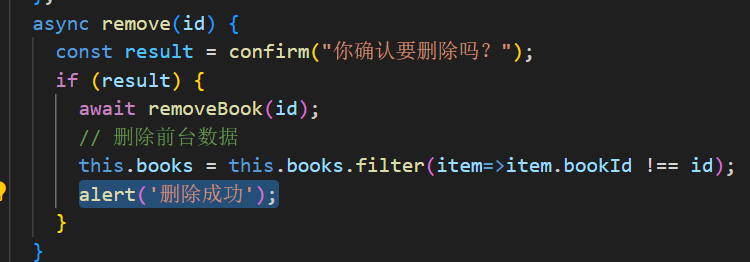 };
async remove(id) {
const result = confirm("你确认要删除吗？");
if (result) {
await removeBook(id);
// 删除前台数据
this.books = this.books.filter(item=>item.bookId !== id);
alert('删除成功');
}
}